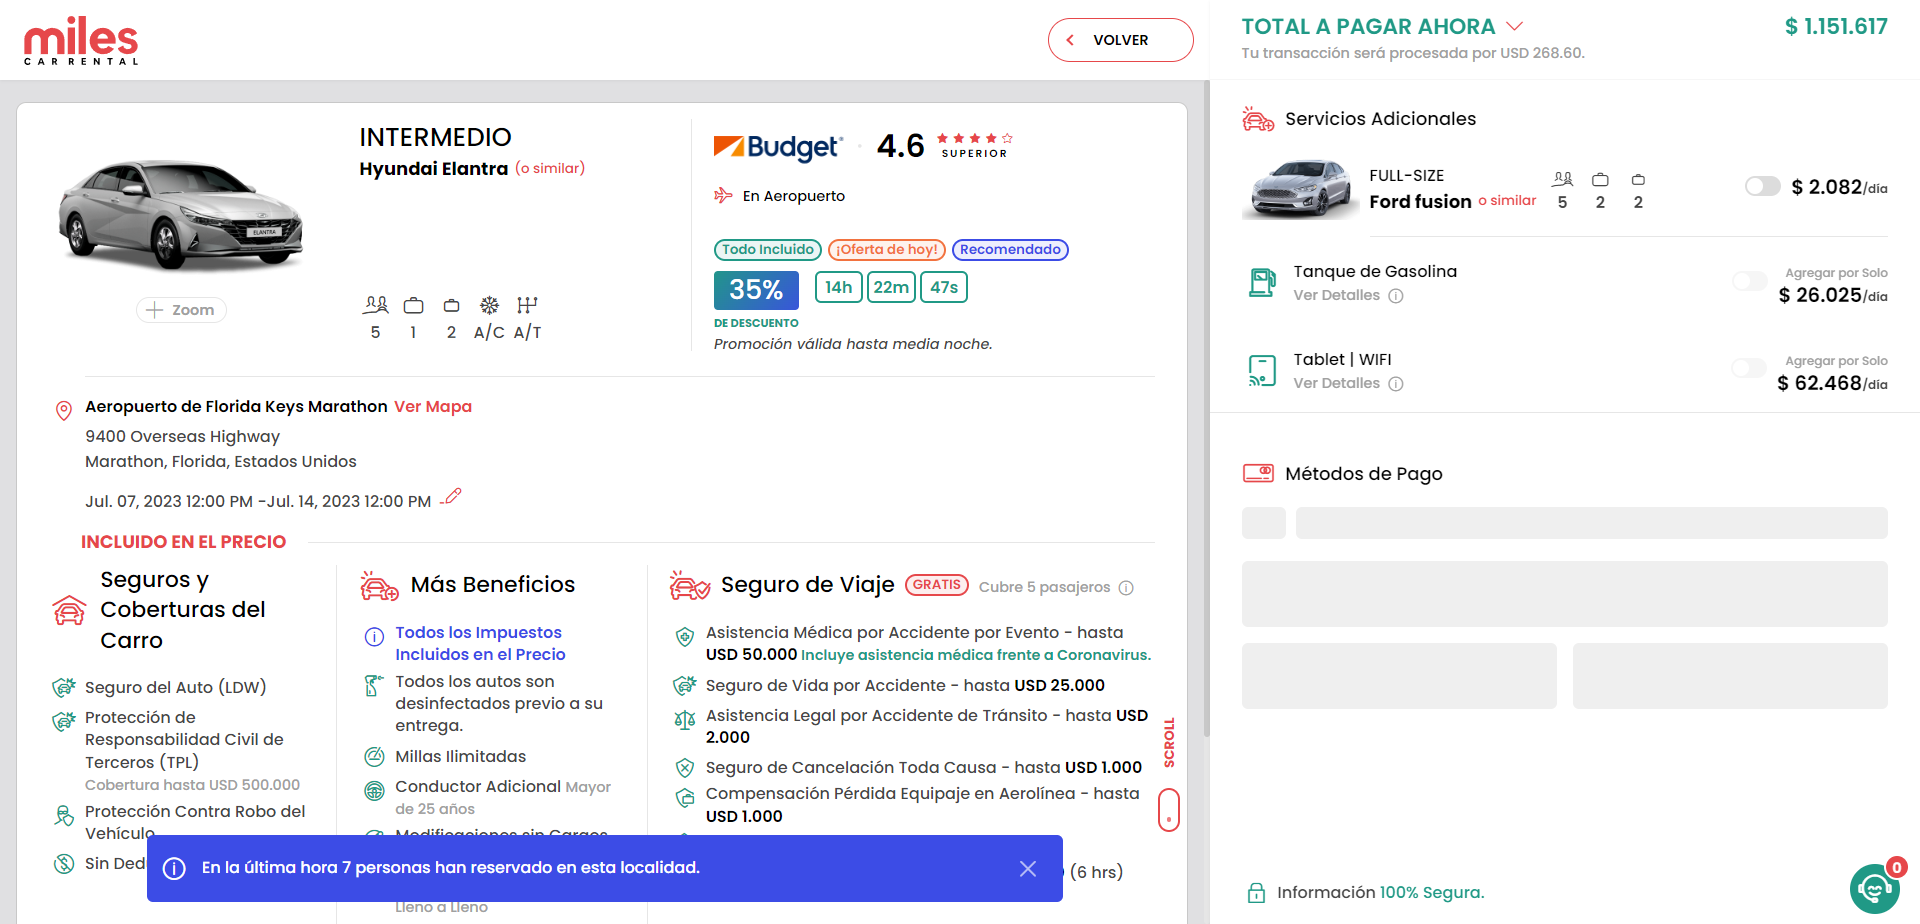 miles
CAR RENTAL
VOLVER
INTERMEDIO
Hyundai Elantra (o similar)
ELANTRA
Zoom
5 1 2 A/C A/T
Budget
4.6
SUPERIOR
En Aeropuerto
Todo Incluido ¡Oferta de hoy! Recomendado
35% 14h 22m 47s
DE DESCUENTO
Promoción válida hasta media noche.
Aeropuerto de Florida Keys Marathon Ver Mapa
9400 Overseas Highway
Marathon, Florida, Estados Unidos
Jul. 07, 2023 12:00 PM -Jul. 14, 2023 12:00 PM
INCLUIDO EN EL PRECIO
Seguros y
Coberturas del
Carro
Seguro del Auto (LDW)
Protección de
Responsabilidad Civil de
Terceros (TPL)
Cobertura hasta USD 500.000
Protección Contra Robo del
Vehículo
Sin Ded
Más Beneficios
Todos los Impuestos
Incluidos en el Precio
Todos los autos son
desinfectados previo a su
entrega.
Millas Ilimitadas
Conductor Adicional Mayor
de 25 años
Modificaciones sin Cargos
Lleno a Lleno
Seguro de Viaje GRATIS Cubre 5 pasajeros
Asistencia Médica por Accidente por Evento - hasta
USD 50.000 Incluye asistencia médica frente a Coronavirus.
Seguro de Vida por Accidente - hasta USD 25.000
Asistencia Legal por Accidente de Tránsito - hasta USD
2.000
Seguro de Cancelación Toda Causa - hasta USD 1.000
Compensación Pérdida Equipaje en Aerolínea - hasta
USD 1.000
(6 hrs)
SCROLL
En la última hora 7 personas han reservado en esta localidad.
TOTAL A PAGAR AHORA $ 1.151.617
Tu transacción será procesada por USD 268.60.
Servicios Adicionales
FULL-SIZE
Ford fusion o similar 5 2 2
$ 2.082/día
Tanque de Gasolina
Ver Detalles
Agregar por Solo
$ 26.025/día
Tablet | WIFI
Ver Detalles
Agregar por Solo
$ 62.468/día
Métodos de Pago
Información 100% Segura.
0